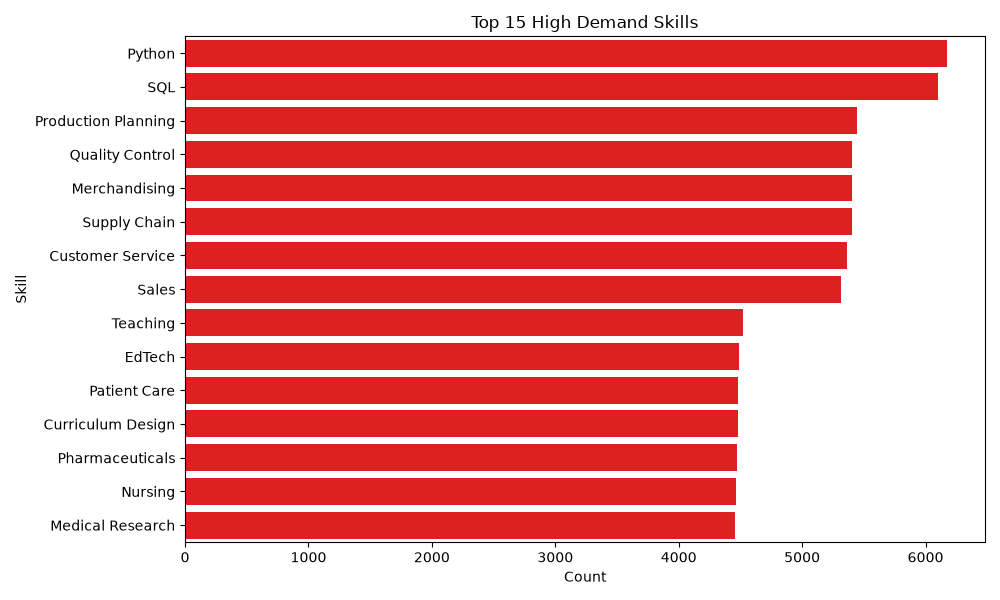 Top 15 High Demand Skills
Skill
Python
SQL
Production Planning
Quality Control
Merchandising
Supply Chain
Customer Service
Sales
Teaching
EdTech
Patient Care
Curriculum Design
Pharmaceuticals
Nursing
Medical Research
0 1000 2000 3000 4000 5000 6000
Count